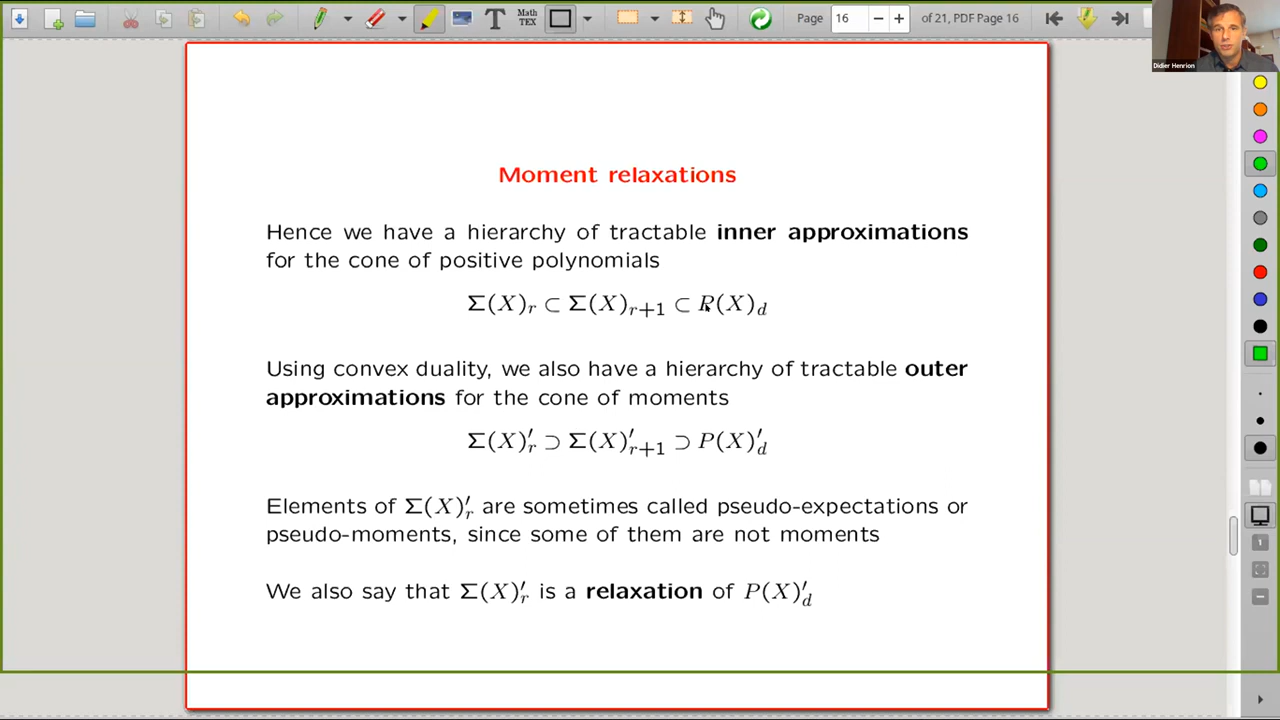 Math
TEX
Page 16 of 21, PDF Page 16
Didier Henrion
Moment relaxations
Hence we have a hierarchy of tractable inner approximations
for the cone of positive polynomials
Σ(X)_r ⊂ Σ(X)_{r+1} ⊂ P(X)_d
Using convex duality, we also have a hierarchy of tractable outer
approximations for the cone of moments
Σ(X)′_r ⊃ Σ(X)′_{r+1} ⊃ P(X)′_d
Elements of Σ(X)′_r are sometimes called pseudo-expectations or
pseudo-moments, since some of them are not moments
We also say that Σ(X)′_r is a relaxation of P(X)′_d